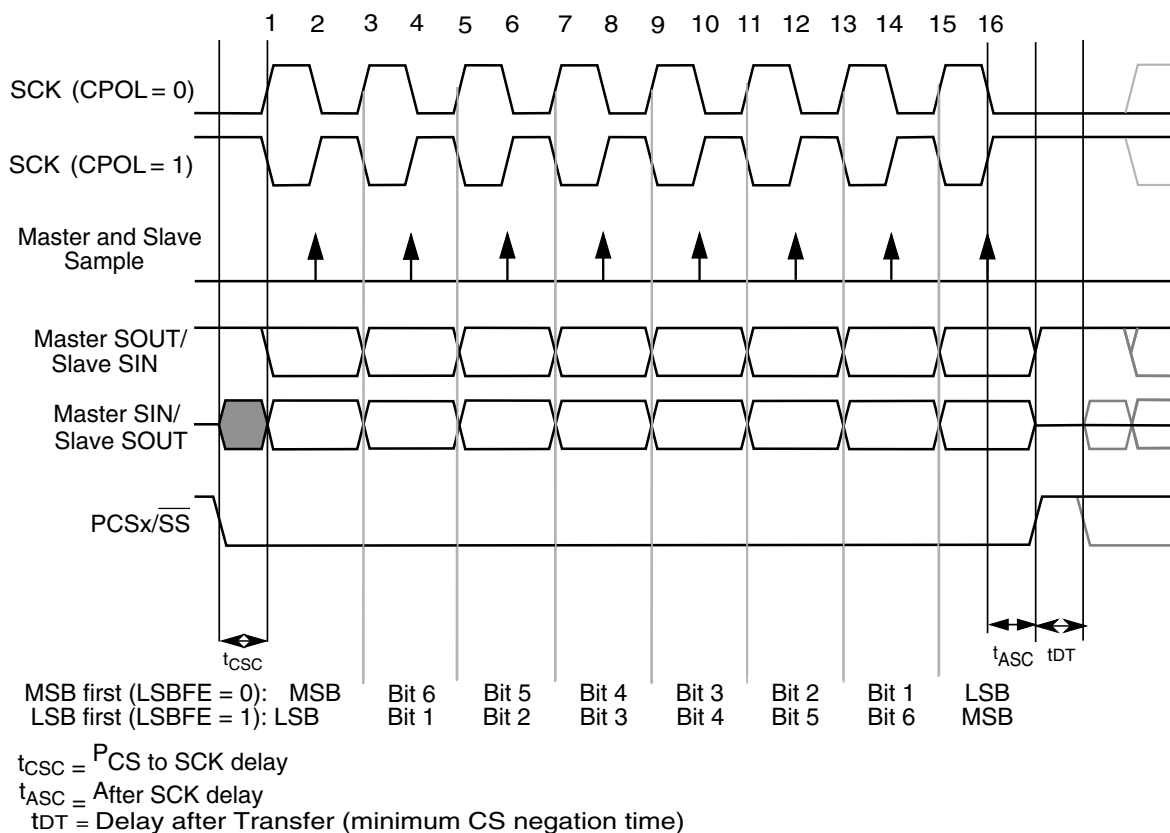 1 2 3 4 5 6 7 8 9 10 11 12 13 14 15 16
SCK (CPOL = 0)
SCK (CPOL = 1)
Master and Slave
Sample
Master SOUT/
Slave SIN
Master SIN/
Slave SOUT
PCSx/SS
tCSC tASC tDT
MSB first (LSBFE = 0): MSB Bit 6 Bit 5 Bit 4 Bit 3 Bit 2 Bit 1 LSB
LSB first (LSBFE = 1): LSB Bit 1 Bit 2 Bit 3 Bit 4 Bit 5 Bit 6 MSB
tCSC = PCS to SCK delay
tASC = After SCK delay
tDT = Delay after Transfer (minimum CS negation time)